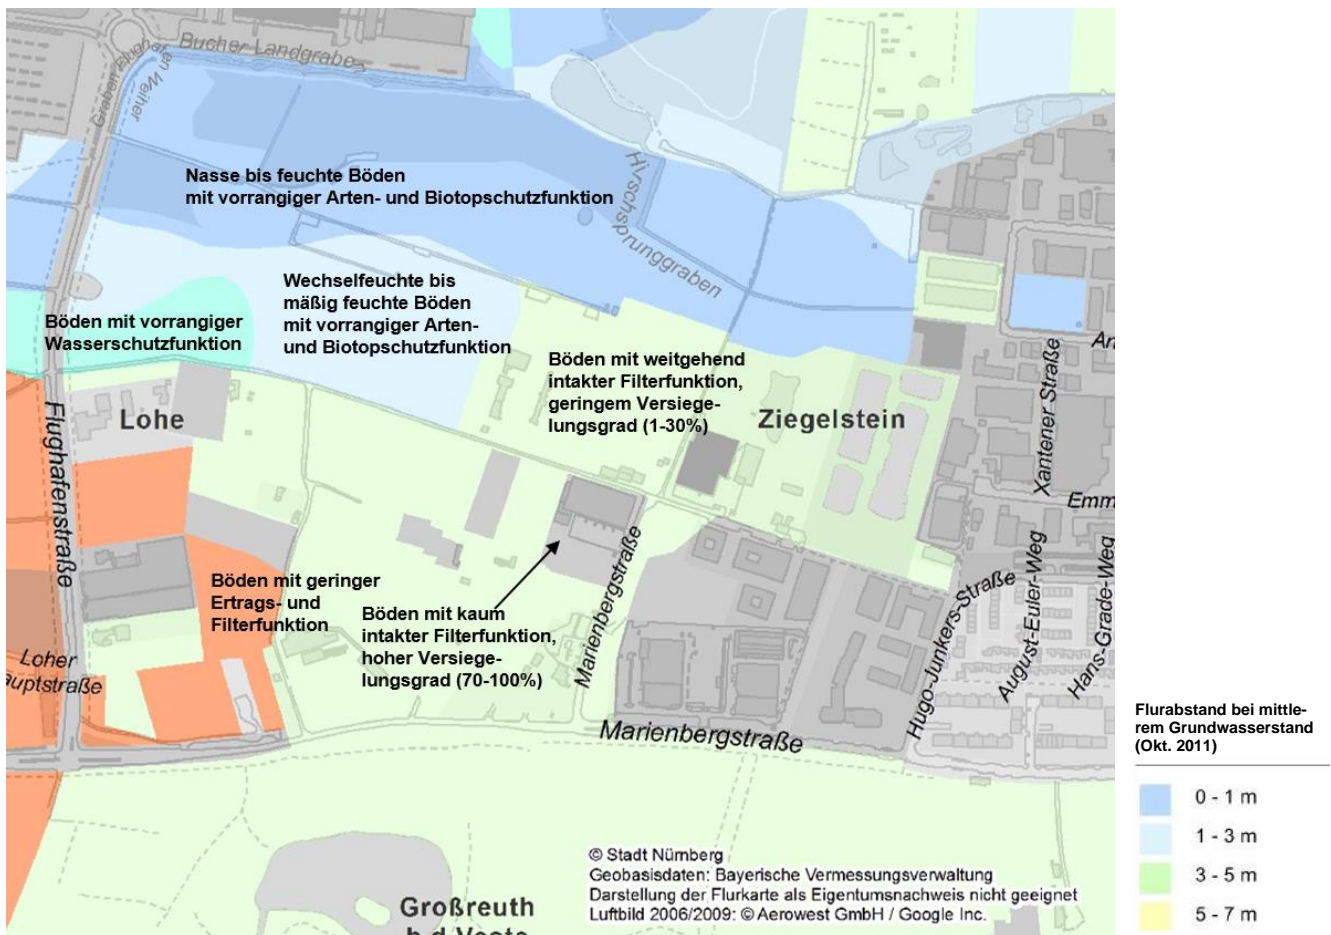 Bucher Landgraben
Graben Flughafen Weiher
Nasse bis feuchte Böden
mit vorrangiger Arten- und Biotopschutzfunktion
Hirschsprunggraben
Wechselfeuchte bis
mäßig feuchte Böden
mit vorrangiger Arten-
und Biotopschutzfunktion
Böden mit vorrangiger
Wasserschutzfunktion
Böden mit weitgehend
intakter Filterfunktion,
geringem Versiege-
lungsgrad (1-30%)
Lohe
Ziegelstein
Flughafenstraße
Xantener Straße
An
Emm
Böden mit geringer
Ertrags- und
Filterfunktion
Böden mit kaum
intakter Filterfunktion,
hoher Versiege-
lungsgrad (70-100%)
Marienbergstraße
Hugo-Junkers-Straße
August-Euler-Weg
Hans-Grade-Weg
Loher
auptstraße
Marienbergstraße
Flurabstand bei mittle-
rem Grundwasserstand
(Okt. 2011)
0 - 1 m
1 - 3 m
3 - 5 m
5 - 7 m
© Stadt Nürnberg
Geobasisdaten: Bayerische Vermessungsverwaltung
Darstellung der Flurkarte als Eigentumsnachweis nicht geeignet
Luftbild 2006/2009: © Aerowest GmbH / Google Inc.
Großreuth